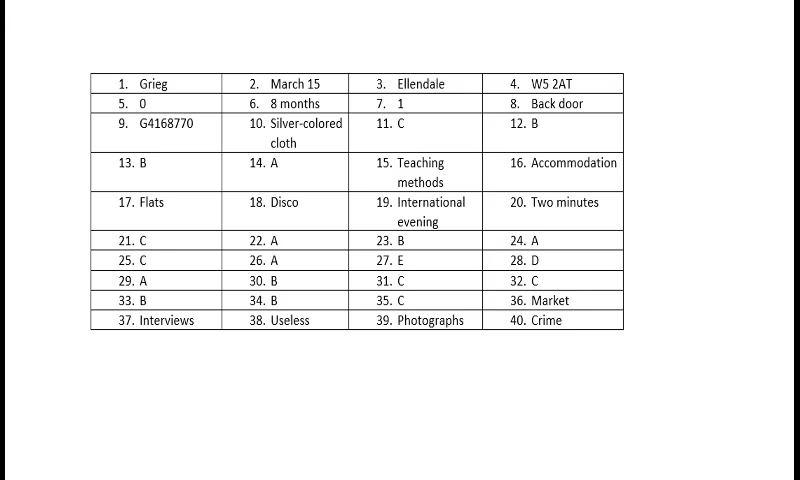 1. Grieg 2. March 15 3. Ellendale 4. W5 2AT
5. 0 6. 8 months 7. 1 8. Back door
9. G4168770 10. Silver-colored 11. C 12. B
cloth
13. B 14. A 15. Teaching 16. Accommodation
methods
17. Flats 18. Disco 19. International 20. Two minutes
evening
21. C 22. A 23. B 24. A
25. C 26. A 27. E 28. D
29. A 30. B 31. C 32. C
33. B 34. B 35. C 36. Market
37. Interviews 38. Useless 39. Photographs 40. Crime